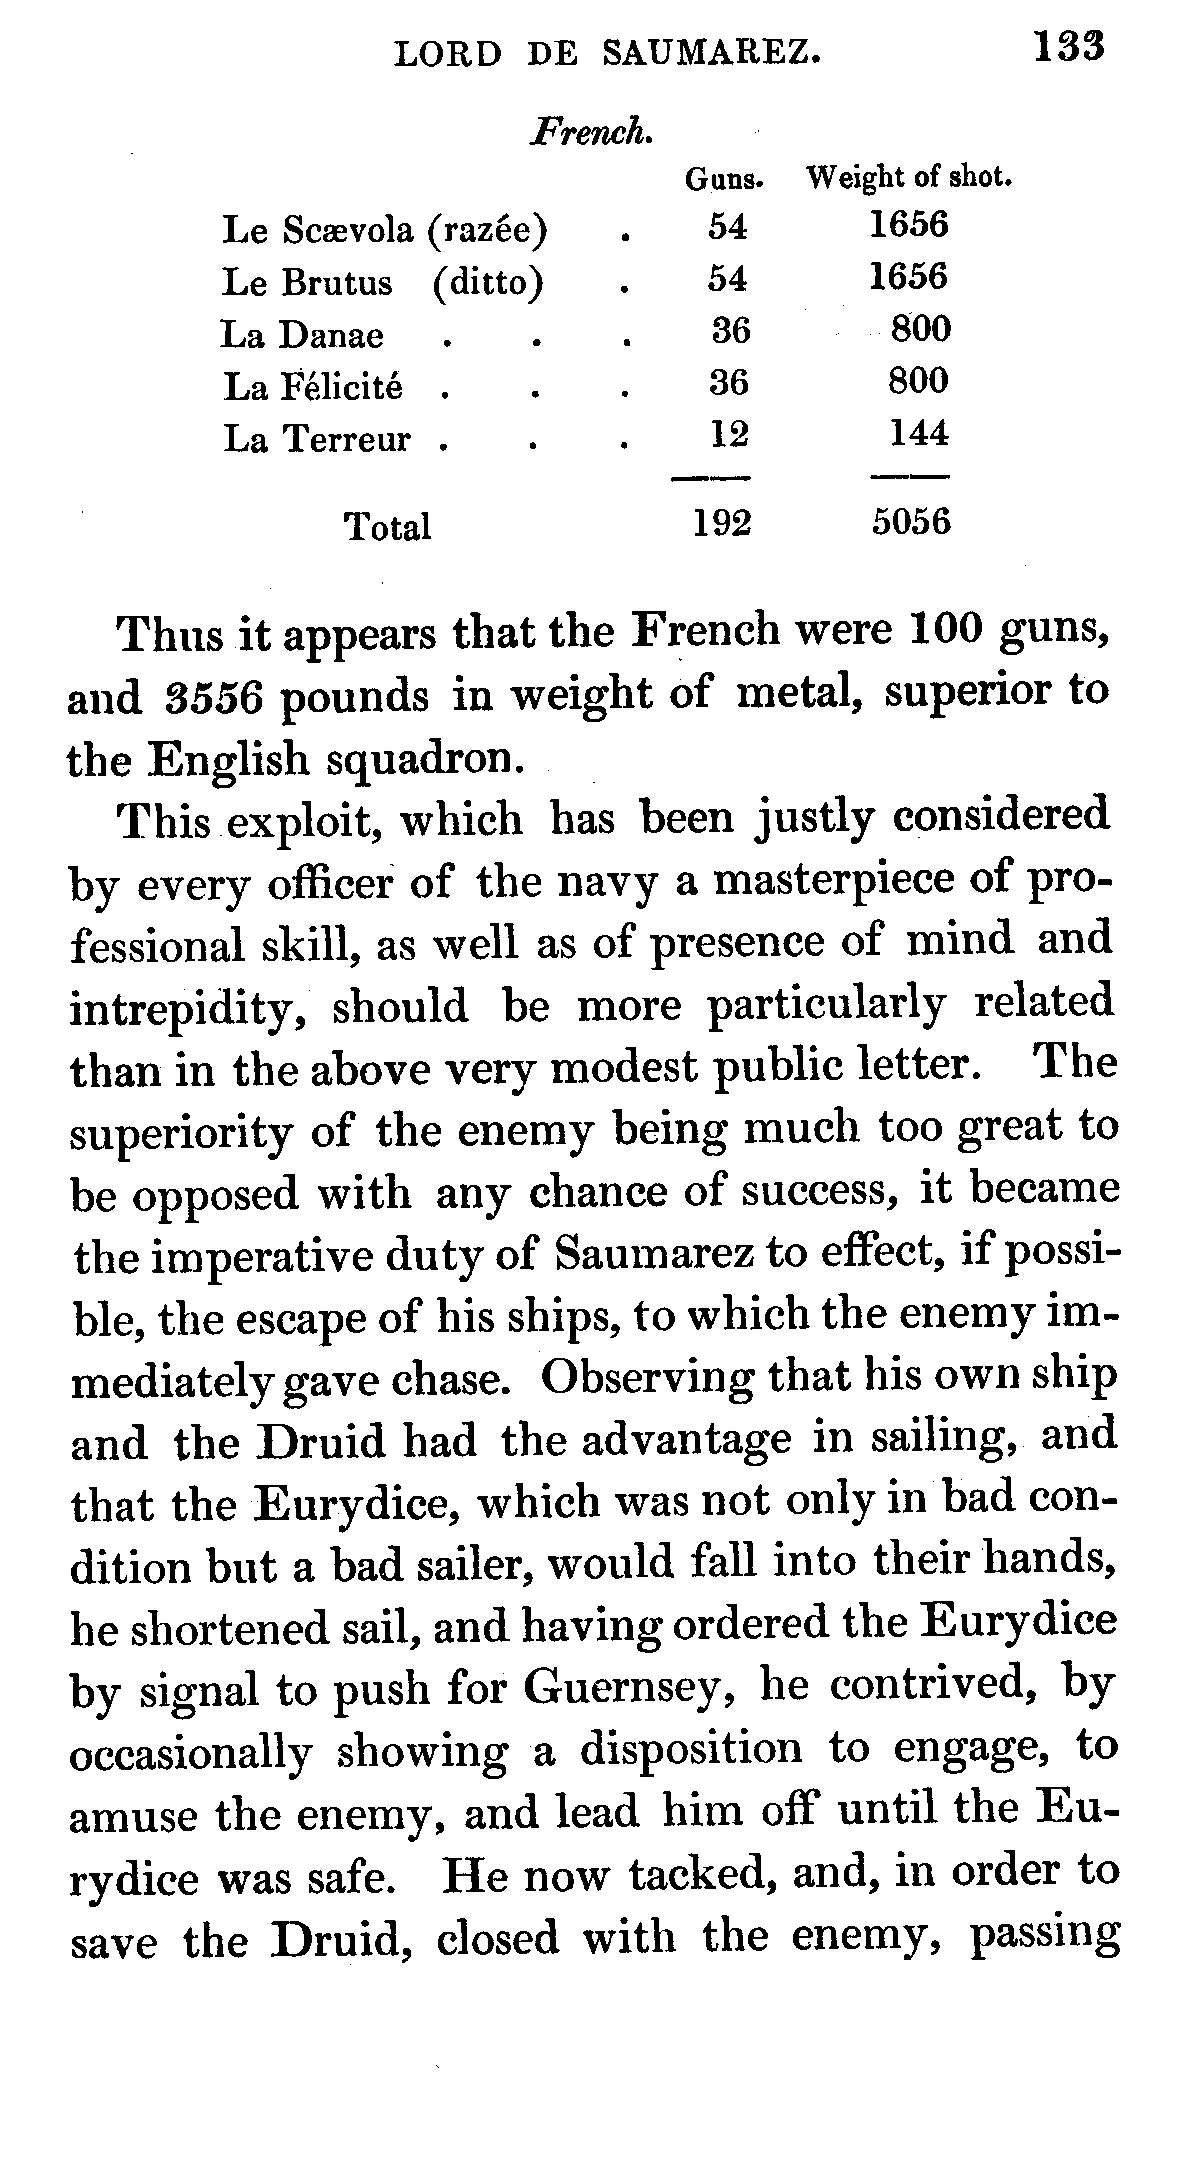 LORD DE SAUMAREZ. 133
French.
Guns. Weight of shot.
Le Scævola (razée) . 54 1656
Le Brutus (ditto) . 54 1656
La Danae . . . 36 800
La Félicité . . . 36 800
La Terreur . . . 12 144
Total 192 5056
Thus it appears that the French were 100 guns,
and 3556 pounds in weight of metal, superior to
the English squadron.
This exploit, which has been justly considered
by every officer of the navy a masterpiece of pro-
fessional skill, as well as of presence of mind and
intrepidity, should be more particularly related
than in the above very modest public letter. The
superiority of the enemy being much too great to
be opposed with any chance of success, it became
the imperative duty of Saumarez to effect, if possi-
ble, the escape of his ships, to which the enemy im-
mediately gave chase. Observing that his own ship
and the Druid had the advantage in sailing, and
that the Eurydice, which was not only in bad con-
dition but a bad sailer, would fall into their hands,
he shortened sail, and having ordered the Eurydice
by signal to push for Guernsey, he contrived, by
occasionally showing a disposition to engage, to
amuse the enemy, and lead him off until the Eu-
rydice was safe. He now tacked, and, in order to
save the Druid, closed with the enemy, passing